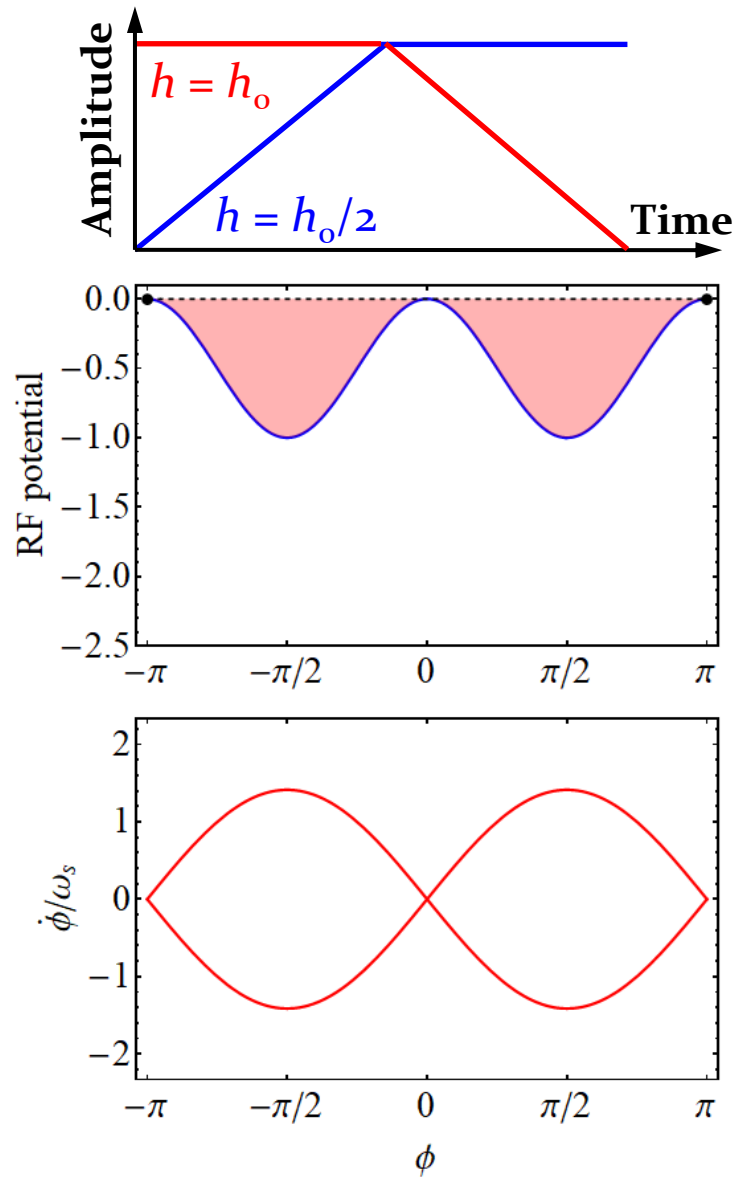 Amplitude
h = h₀
h = h₀/2
Time
RF potential
0.0
−0.5
−1.0
−1.5
−2.0
−2.5
−π
−π/2
0
π/2
π
ϕ̇/ωₛ
2
1
0
−1
−2
−π
−π/2
0
π/2
π
ϕ